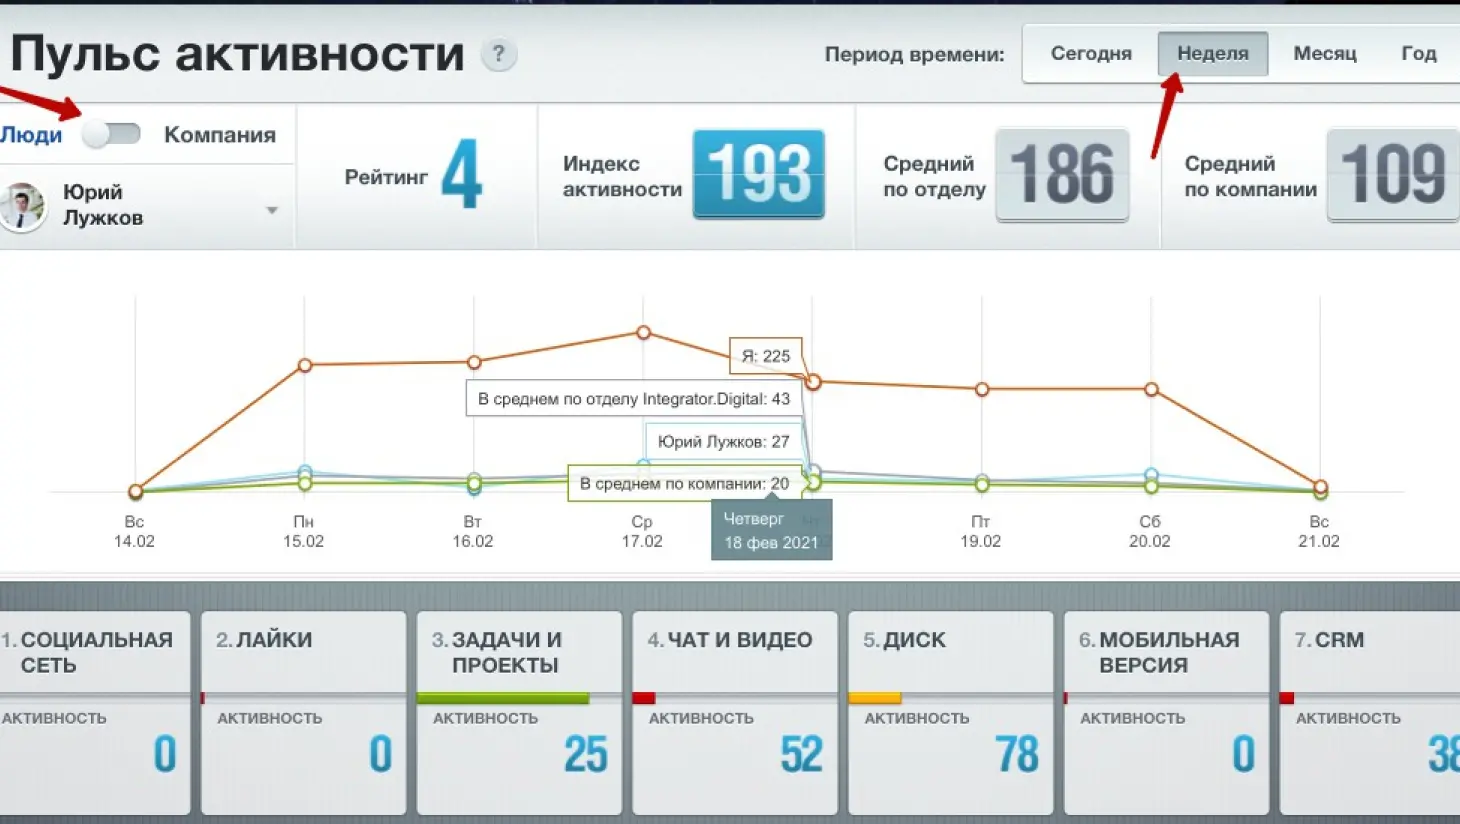 Пульс активности ?
Период времени: Сегодня Неделя Месяц Год
Люди Компания
Юрий
Лужков
Рейтинг 4
Индекс
активности 193
Средний
по отделу 186
Средний
по компании 109
Я: 225
В среднем по отделу Integrator.Digital: 43
Юрий Лужков: 27
В среднем по компании: 20
Четверг
18 фев 2021
Вс
14.02
Пн
15.02
Вт
16.02
Ср
17.02
Пт
19.02
Сб
20.02
Вс
21.02
1. СОЦИАЛЬНАЯ
СЕТЬ
АКТИВНОСТЬ
0
2. ЛАЙКИ
АКТИВНОСТЬ
0
3. ЗАДАЧИ И
ПРОЕКТЫ
АКТИВНОСТЬ
25
4. ЧАТ И ВИДЕО
АКТИВНОСТЬ
52
5. ДИСК
АКТИВНОСТЬ
78
6. МОБИЛЬНАЯ
ВЕРСИЯ
АКТИВНОСТЬ
0
7. CRM
АКТИВНОСТЬ
38